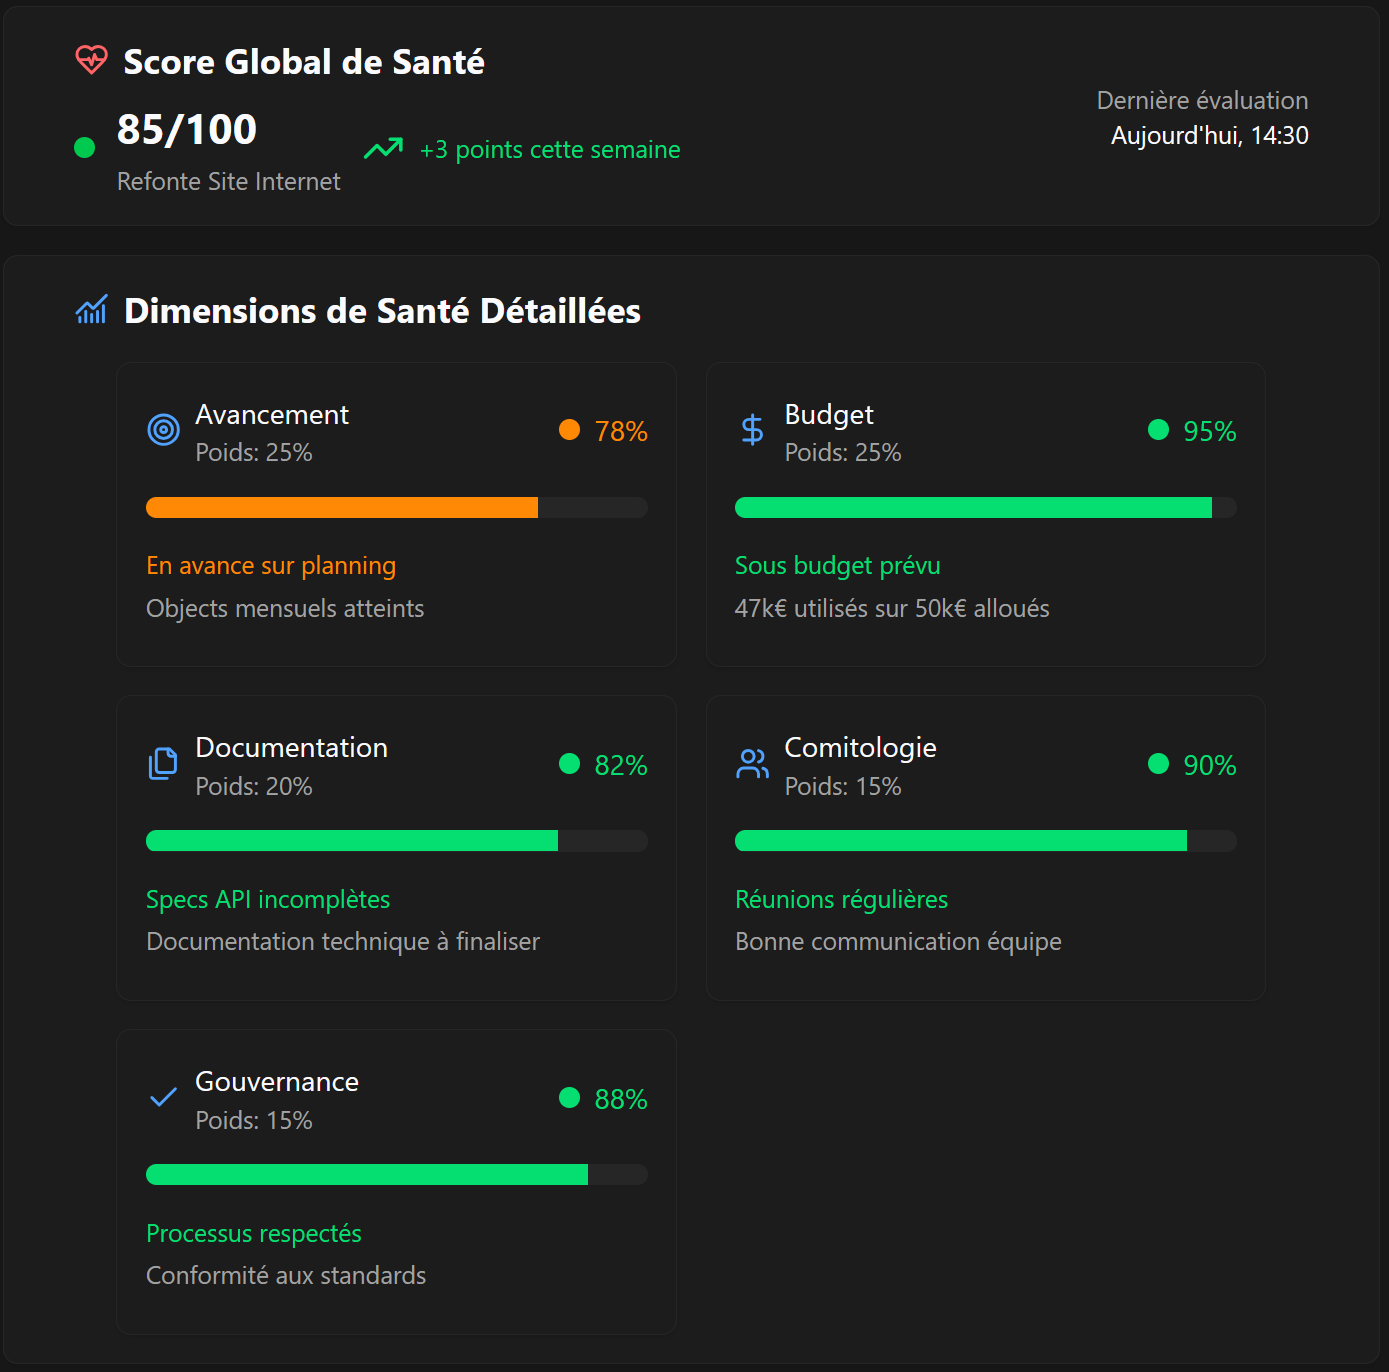 Score Global de Santé
85/100
Refonte Site Internet
+3 points cette semaine
Dernière évaluation
Aujourd'hui, 14:30
Dimensions de Santé Détaillées
Avancement
Poids: 25%
78%
En avance sur planning
Objects mensuels atteints
Budget
Poids: 25%
95%
Sous budget prévu
47k€ utilisés sur 50k€ alloués
Documentation
Poids: 20%
82%
Specs API incomplètes
Documentation technique à finaliser
Comitologie
Poids: 15%
90%
Réunions régulières
Bonne communication équipe
Gouvernance
Poids: 15%
88%
Processus respectés
Conformité aux standards